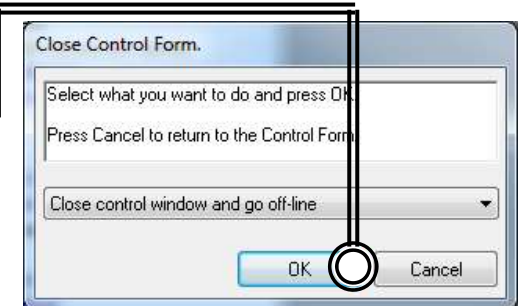 Close Control Form.
Select what you want to do and press OK.
Press Cancel to return to the Control Form.
Close control window and go off-line
OK
Cancel